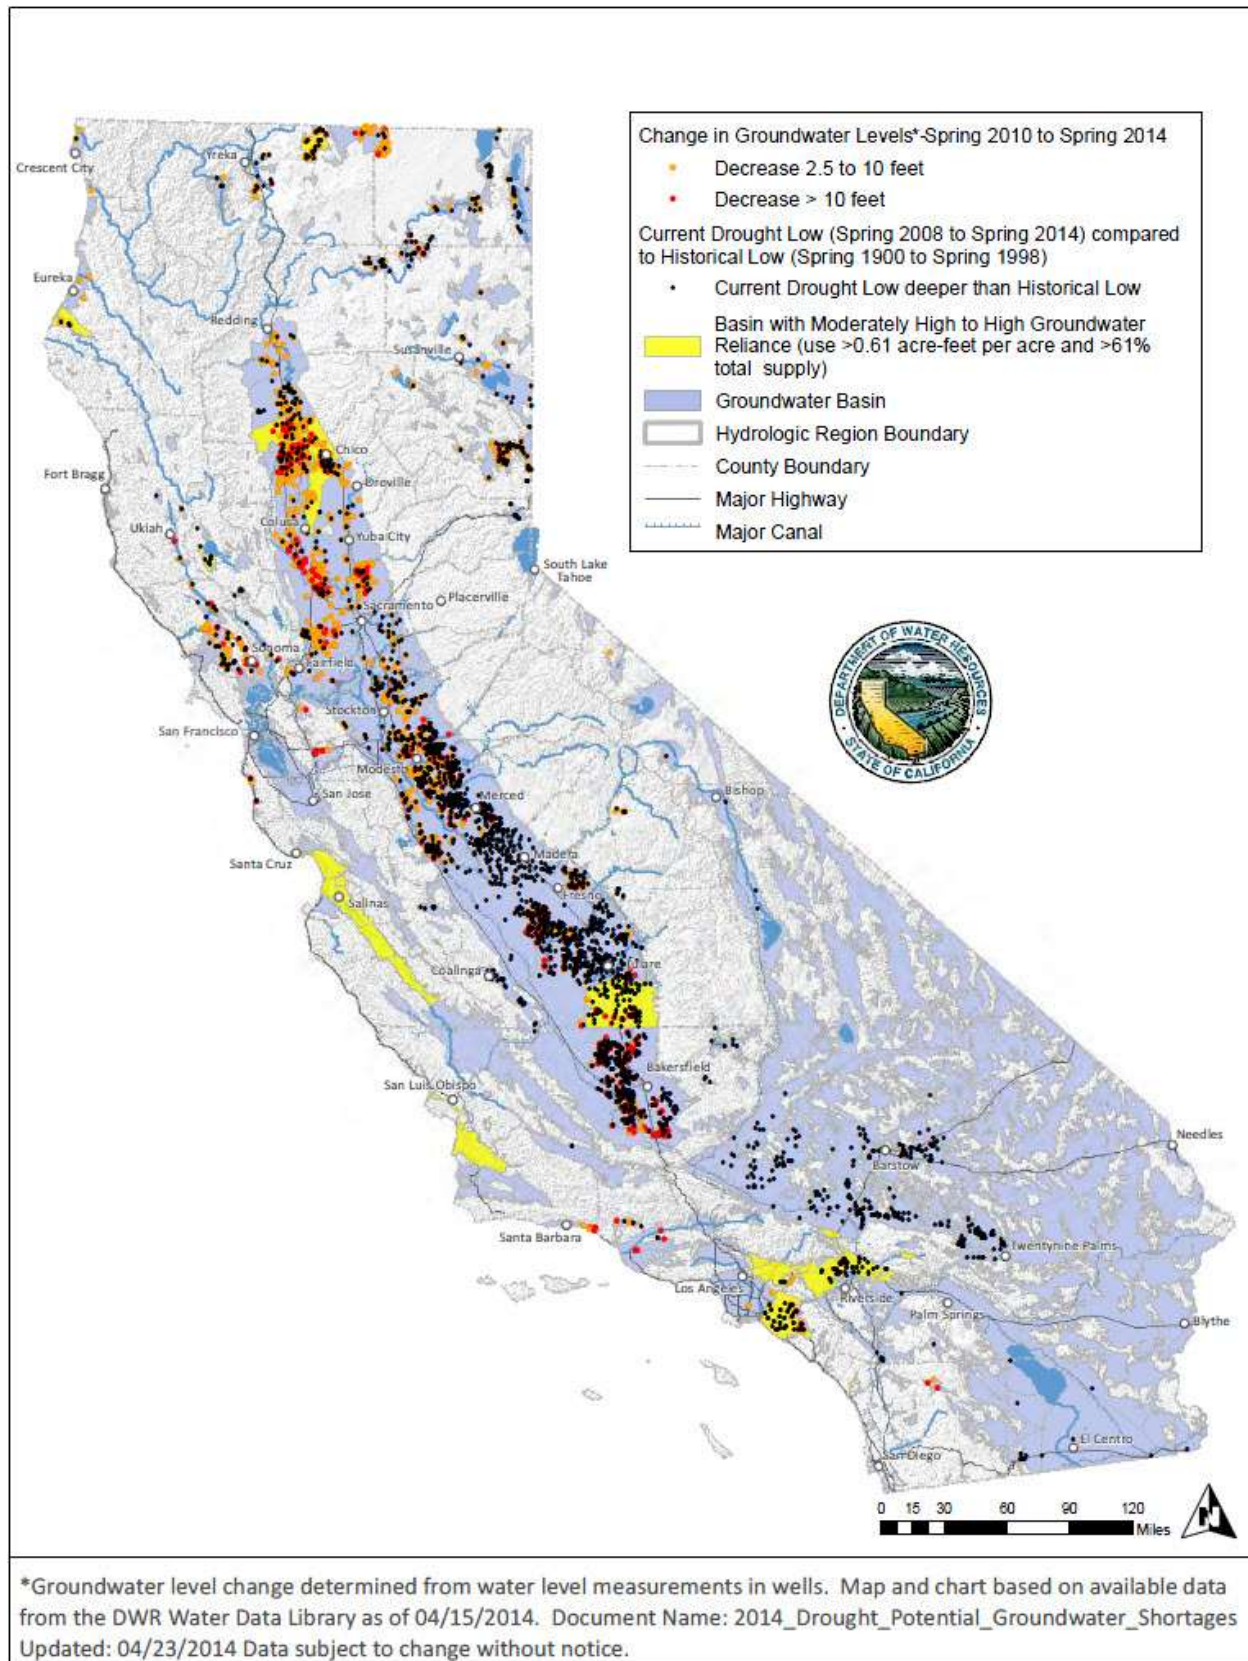 Change in Groundwater Levels*-Spring 2010 to Spring 2014
Decrease 2.5 to 10 feet
Decrease > 10 feet
Current Drought Low (Spring 2008 to Spring 2014) compared
to Historical Low (Spring 1900 to Spring 1998)
Current Drought Low deeper than Historical Low
Basin with Moderately High to High Groundwater
Reliance (use >0.61 acre-feet per acre and >61%
total supply)
Groundwater Basin
Hydrologic Region Boundary
County Boundary
Major Highway
Major Canal
Yreka
Crescent City
Eureka
Redding
Susanville
Chico
Fort Bragg
Oroville
Colusa
Ukiah
Yuba City
South Lake
Tahoe
Placerville
Sacramento
Sonoma
Fairfield
Stockton
San Francisco
Modesto
Bishop
San Jose
Merced
Santa Cruz
Madera
Fresno
Salinas
Coalinga
Bakersfield
San Luis Obispo
Needles
Barstow
Santa Barbara
Twentynine Palms
Los Angeles
Riverside
Palm Springs
Blythe
El Centro
San Diego
DEPARTMENT OF WATER RESOURCES
STATE OF CALIFORNIA
0 15 30 60 90 120
Miles
N
*Groundwater level change determined from water level measurements in wells. Map and chart based on available data
from the DWR Water Data Library as of 04/15/2014. Document Name: 2014_Drought_Potential_Groundwater_Shortages
Updated: 04/23/2014 Data subject to change without notice.